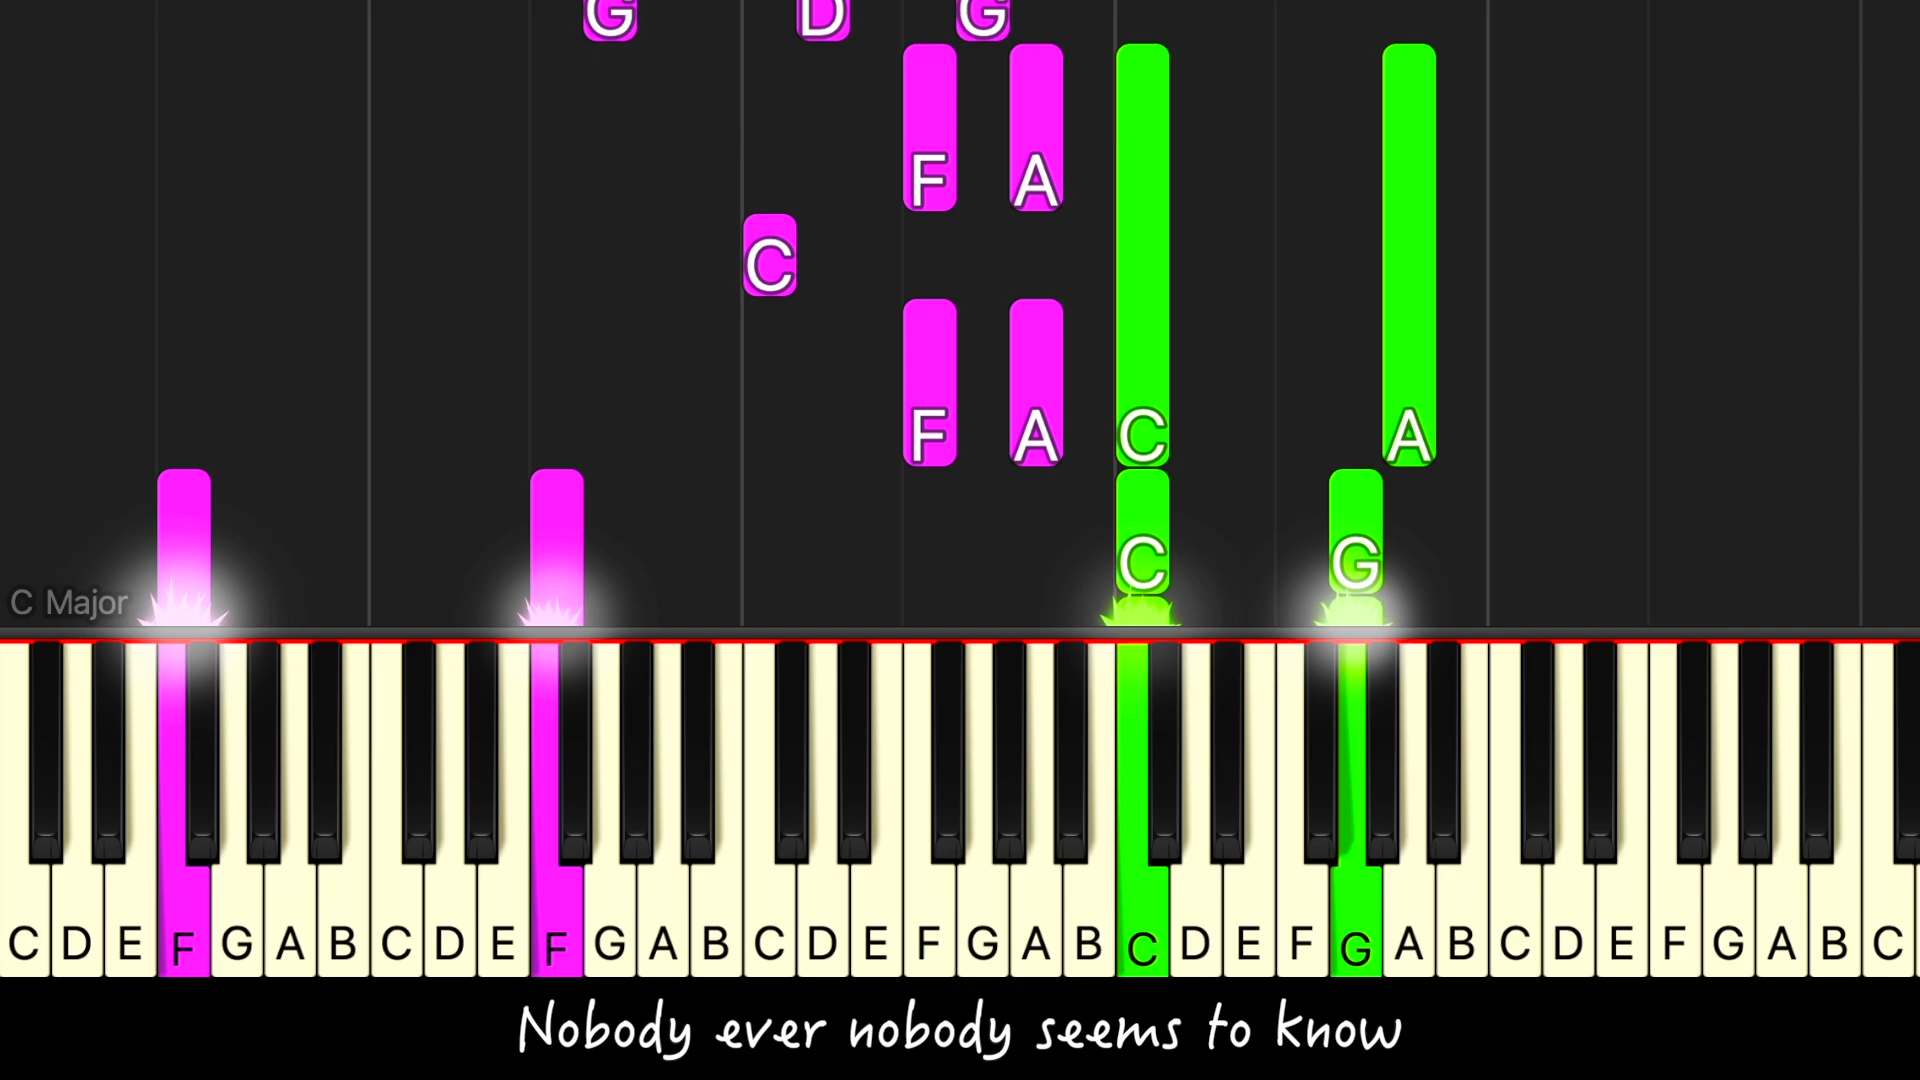 G D G
F A
C
F A C A
C G
C Major
C D E F G A B C D E F G A B C D E F G A B C D E F G A B C D E F G A B C
Nobody ever nobody seems to know